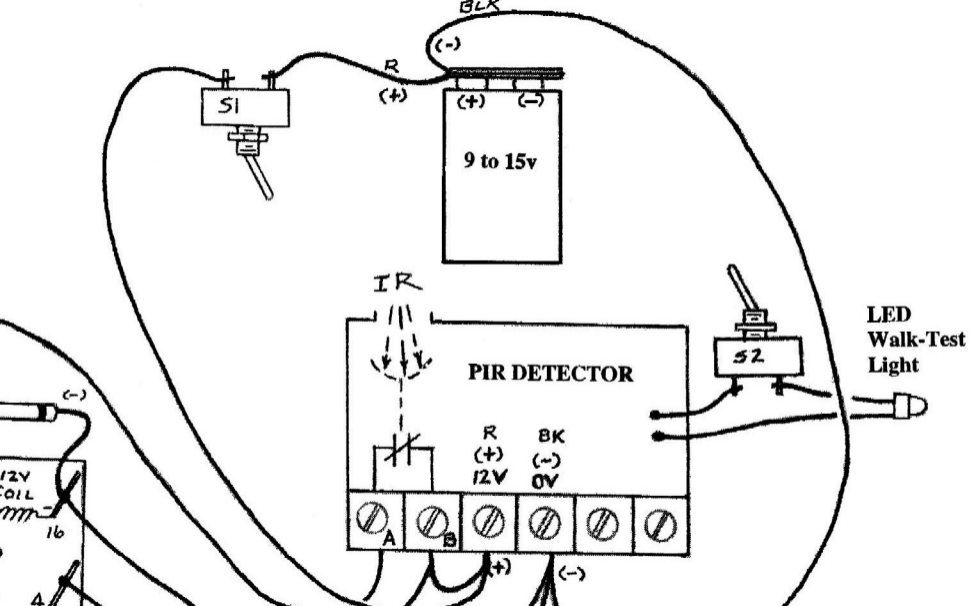 BLK
(-)
R
(+)
S1
(+) (-)
9 to 15v
IR
LED
Walk-Test
Light
S2
PIR DETECTOR
(-)
R
(+)
12V
BK
(-)
0V
12V
COIL
16
A
B
(+)
(-)
4